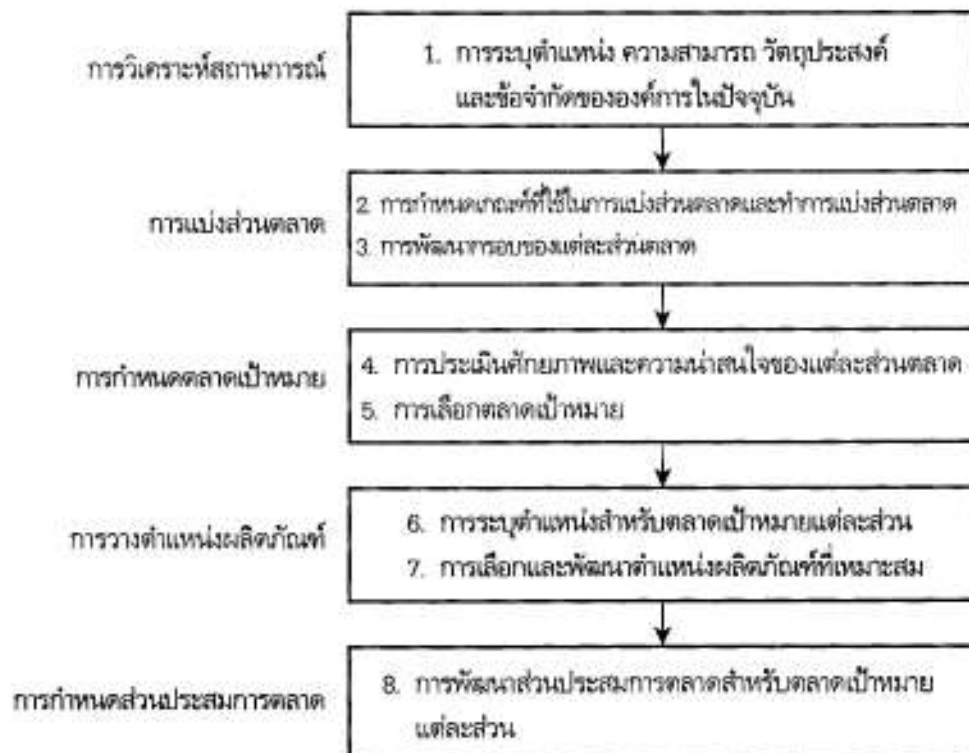 การวิเคราะห์สถานการณ์
1. การระบุตำแหน่ง ความสามารถ วัตถุประสงค์
และข้อจำกัดขององค์การในปัจจุบัน
การแบ่งส่วนตลาด
2. การกำหนดเกณฑ์ที่ใช้ในการแบ่งส่วนตลาดและทำการแบ่งส่วนตลาด
3. การพัฒนากรอบของแต่ละส่วนตลาด
การกำหนดตลาดเป้าหมาย
4. การประเมินศักยภาพและความน่าสนใจของแต่ละส่วนตลาด
5. การเลือกตลาดเป้าหมาย
การวางตำแหน่งผลิตภัณฑ์
6. การระบุตำแหน่งสำหรับตลาดเป้าหมายแต่ละส่วน
7. การเลือกและพัฒนาตำแหน่งผลิตภัณฑ์ที่เหมาะสม
การกำหนดส่วนประสมการตลาด
8. การพัฒนาส่วนประสมการตลาดสำหรับตลาดเป้าหมาย
แต่ละส่วน